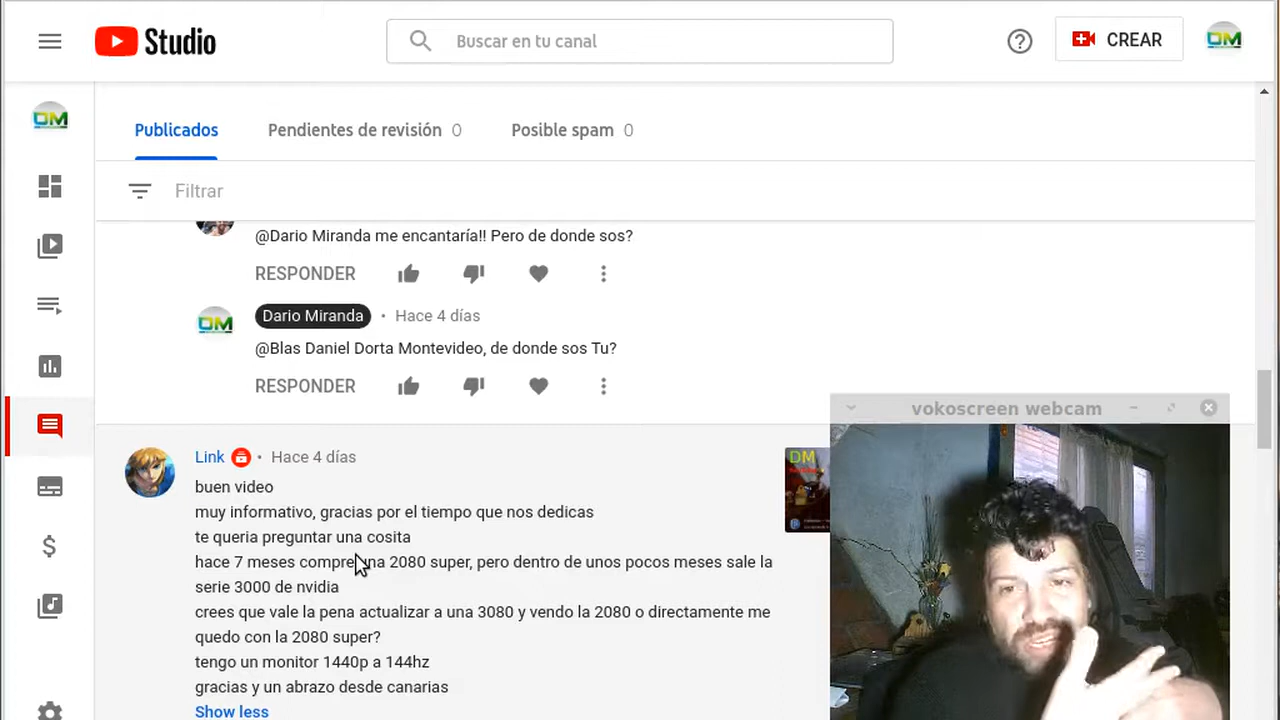 Studio
Buscar en tu canal
CREAR
DM
DM
Publicados
Pendientes de revisión 0
Posible spam 0
Filtrar
@Dario Miranda me encantaría!! Pero de donde sos?
RESPONDER
DM
Dario Miranda • Hace 4 días
@Blas Daniel Dorta Montevideo, de donde sos Tu?
RESPONDER
vokoscreen webcam
Link • Hace 4 días
DM
buen video
muy informativo, gracias por el tiempo que nos dedicas
te queria preguntar una cosita
hace 7 meses compre una 2080 super, pero dentro de unos pocos meses sale la
serie 3000 de nvidia
crees que vale la pena actualizar a una 3080 y vendo la 2080 o directamente me
quedo con la 2080 super?
tengo un monitor 1440p a 144hz
gracias y un abrazo desde canarias
Show less